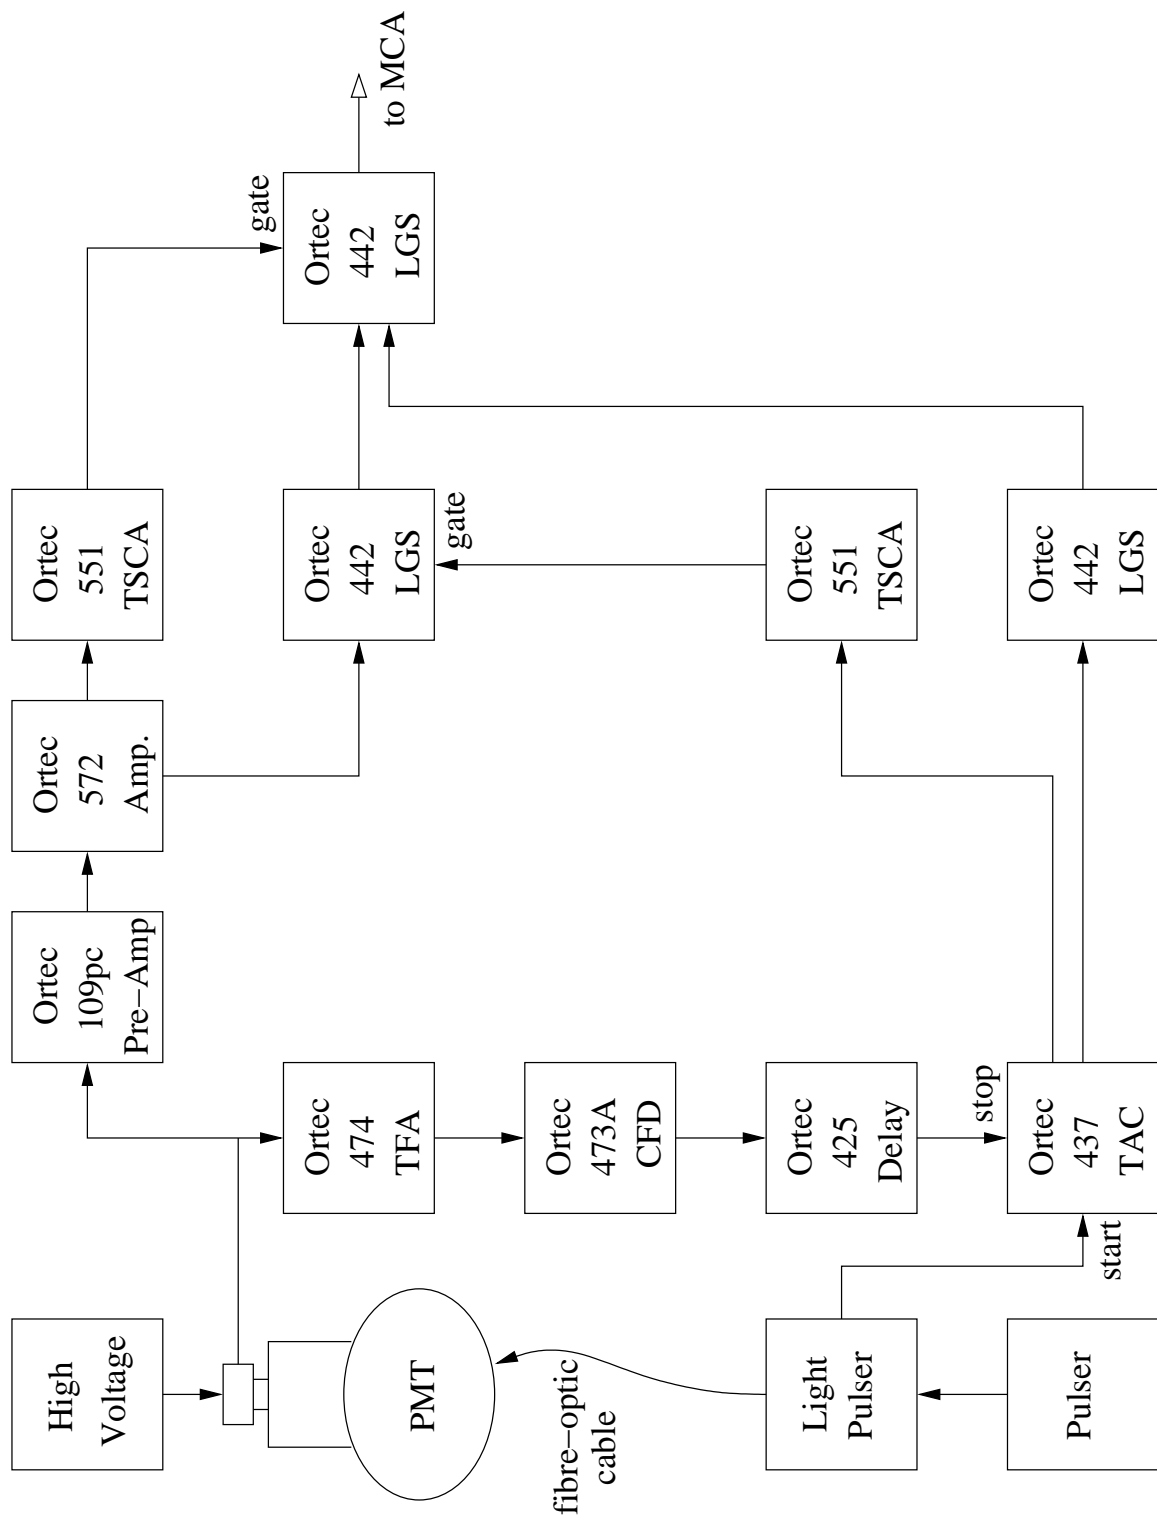 High
Voltage
PMT
fibre−optic
cable
Light
Pulser
Pulser
start
Ortec
109pc
Pre−Amp
Ortec
474
TFA
Ortec
473A
CFD
Ortec
425
Delay
stop
Ortec
437
TAC
Ortec
572
Amp.
Ortec
551
TSCA
Ortec
442
LGS
gate
Ortec
551
TSCA
Ortec
442
LGS
gate
Ortec
442
LGS
to MCA